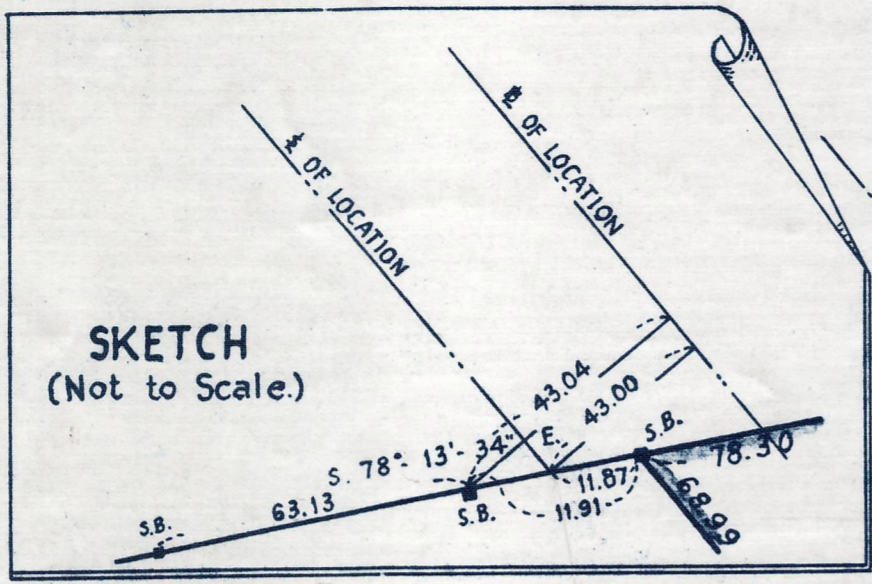 ℄ OF LOCATION
℄ OF LOCATION
SKETCH
(Not to Scale.)
43.04
43.00
S. 78°- 13'- 34" E.
S.B.
78.30
63.13
11.87
11.91
68.99
S.B.
S.B.